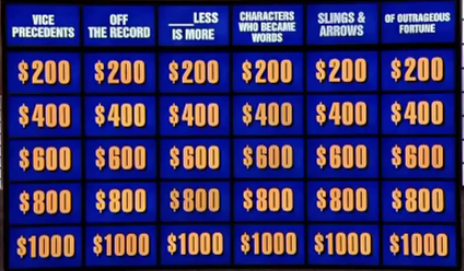 VICE
PRECEDENTS
OFF
THE RECORD
___LESS
IS MORE
CHARACTERS
WHO BECAME
WORDS
SLINGS &
ARROWS
OF OUTRAGEOUS
FORTUNE
$200 $200 $200 $200 $200 $200
$400 $400 $400 $400 $400 $400
$600 $600 $600 $600 $600 $600
$800 $800 $800 $800 $800 $800
$1000 $1000 $1000 $1000 $1000 $1000